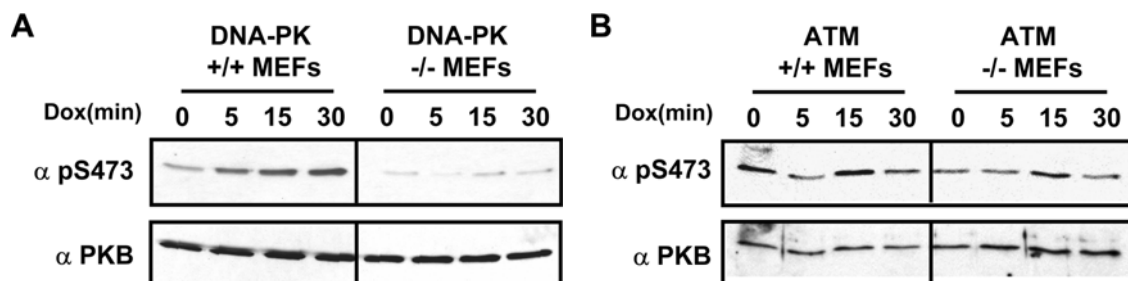 A
DNA-PK +/+ MEFs
DNA-PK -/- MEFs
Dox(min) 0 5 15 30 0 5 15 30
α pS473
α PKB
B
ATM +/+ MEFs
ATM -/- MEFs
Dox(min) 0 5 15 30 0 5 15 30
α pS473
α PKB